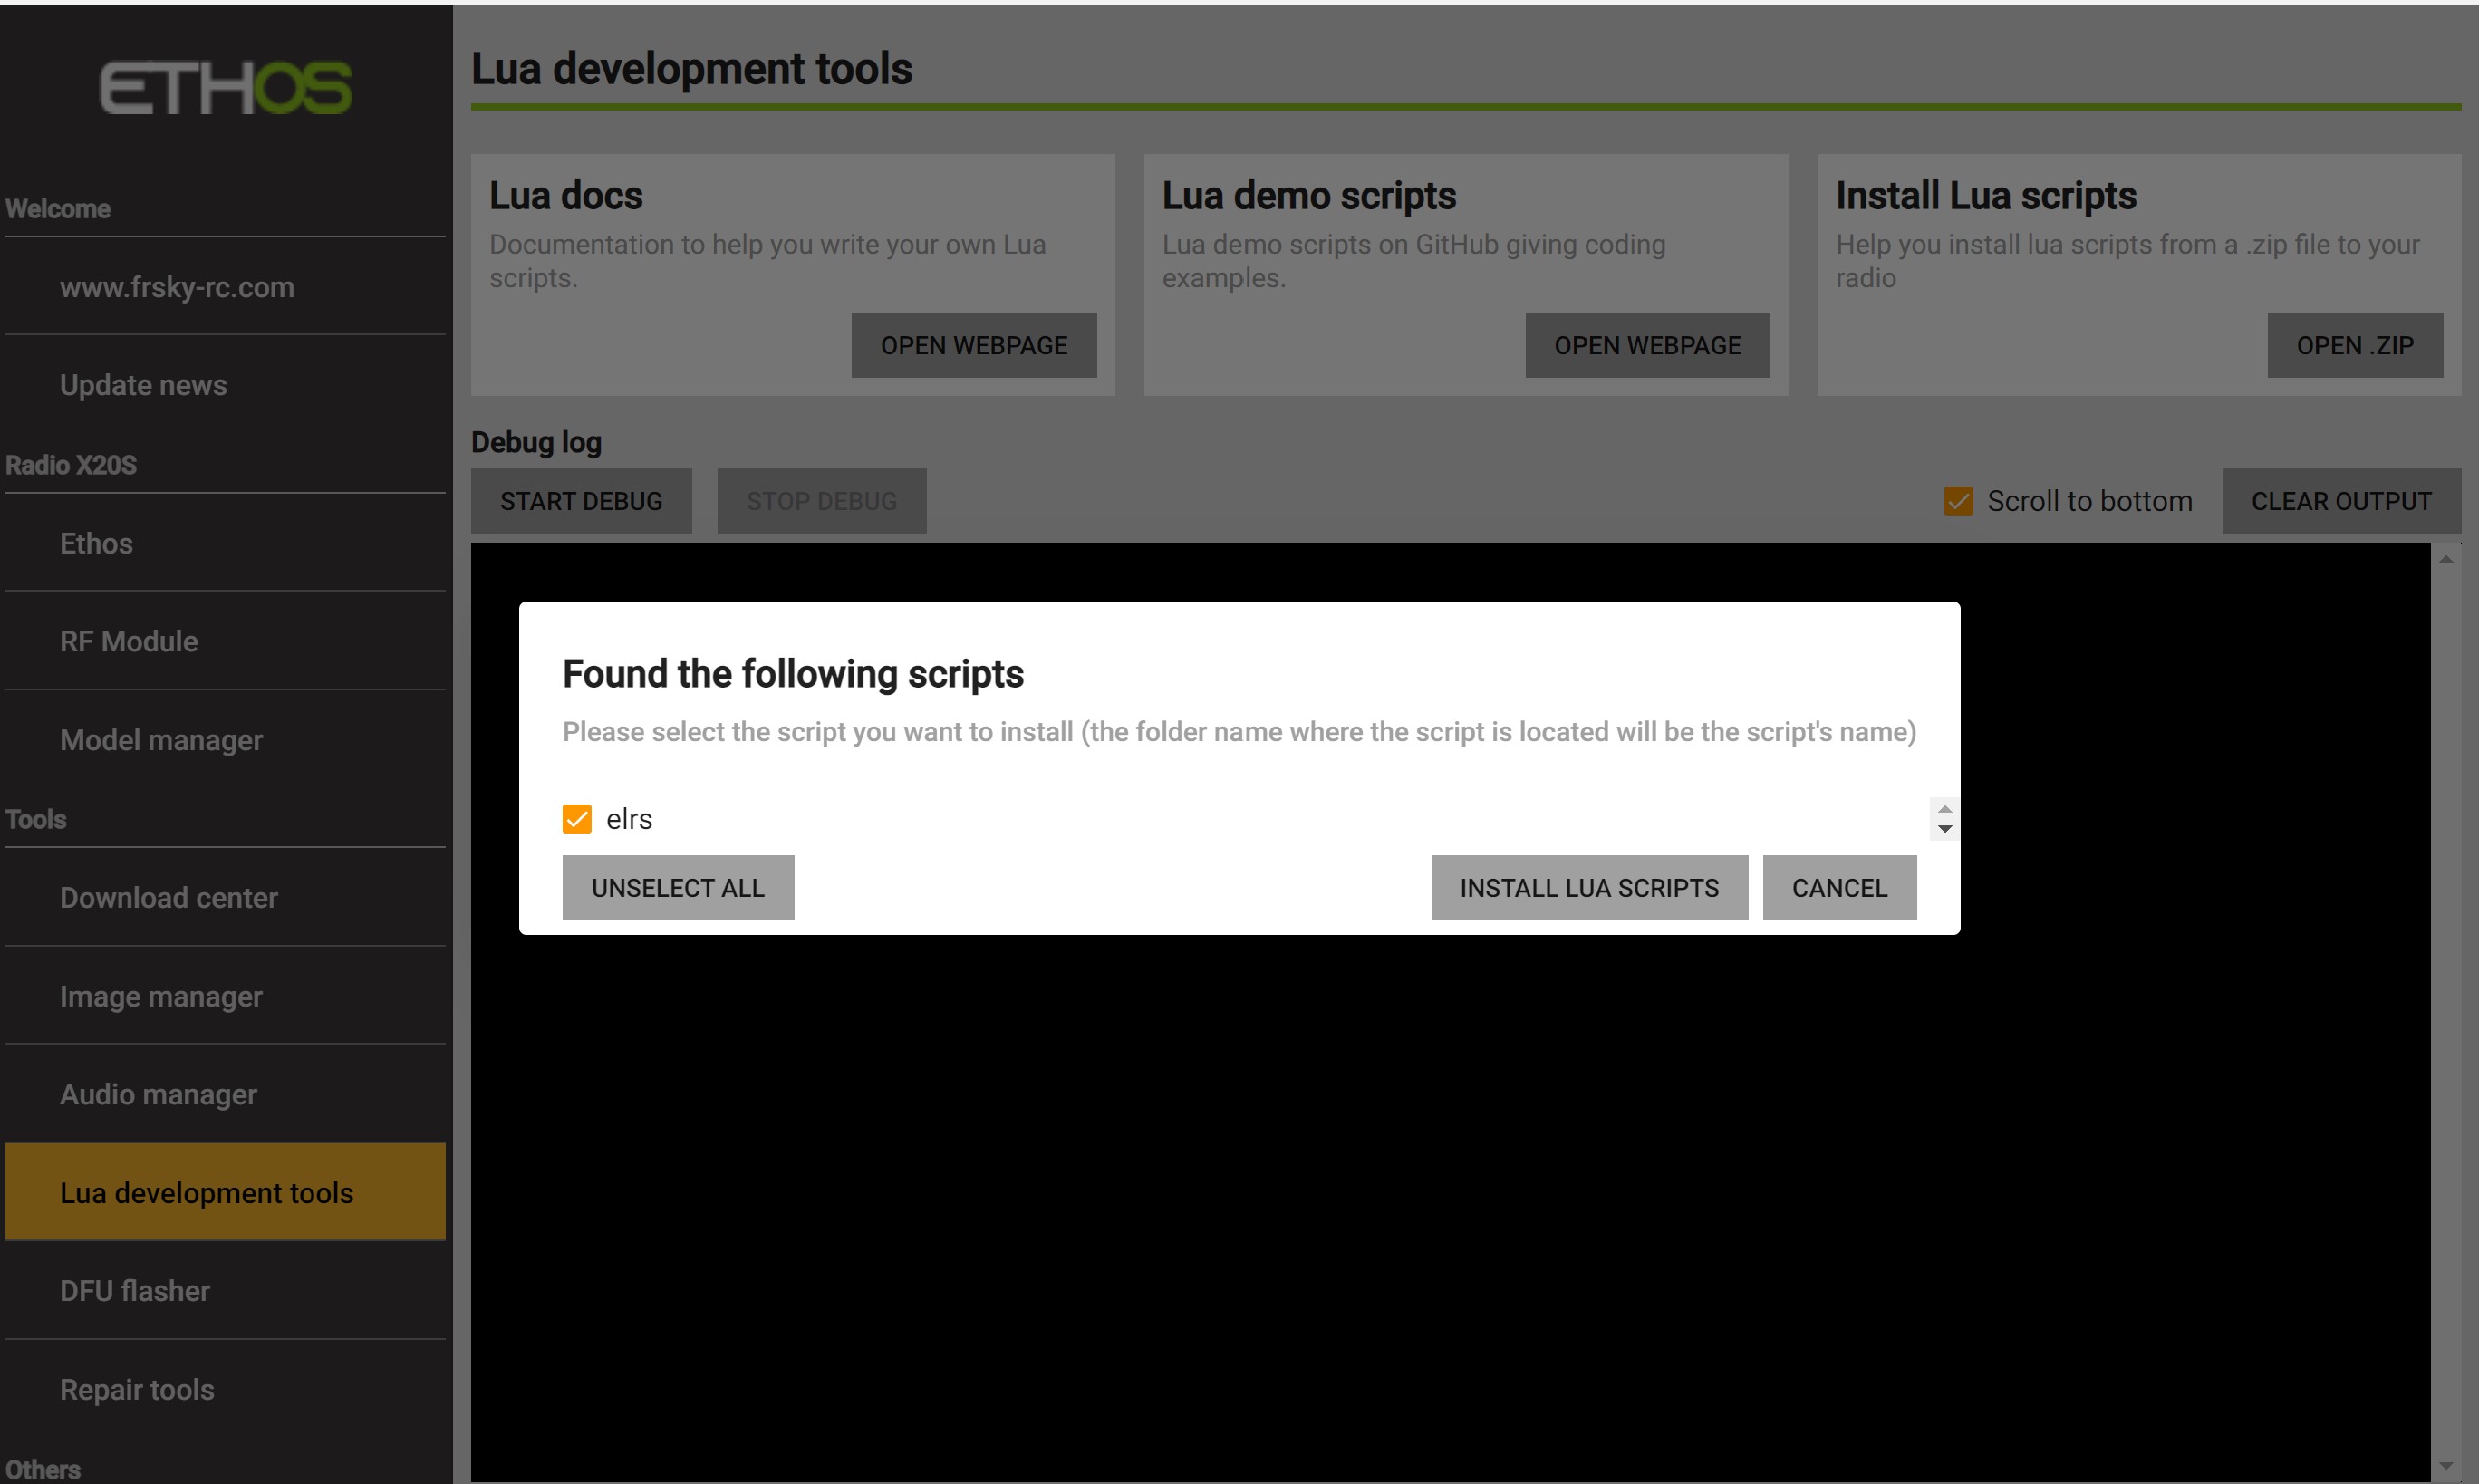 ETHOS
Welcome
www.frsky-rc.com
Update news
Radio X20S
Ethos
RF Module
Model manager
Tools
Download center
Image manager
Audio manager
Lua development tools
DFU flasher
Repair tools
Others
Lua development tools
Lua docs
Documentation to help you write your own Lua
scripts.
OPEN WEBPAGE
Lua demo scripts
Lua demo scripts on GitHub giving coding
examples.
OPEN WEBPAGE
Install Lua scripts
Help you install lua scripts from a .zip file to your
radio
OPEN .ZIP
Debug log
START DEBUG
STOP DEBUG
Scroll to bottom
CLEAR OUTPUT
Found the following scripts
Please select the script you want to install (the folder name where the script is located will be the script's name)
elrs
UNSELECT ALL
INSTALL LUA SCRIPTS
CANCEL